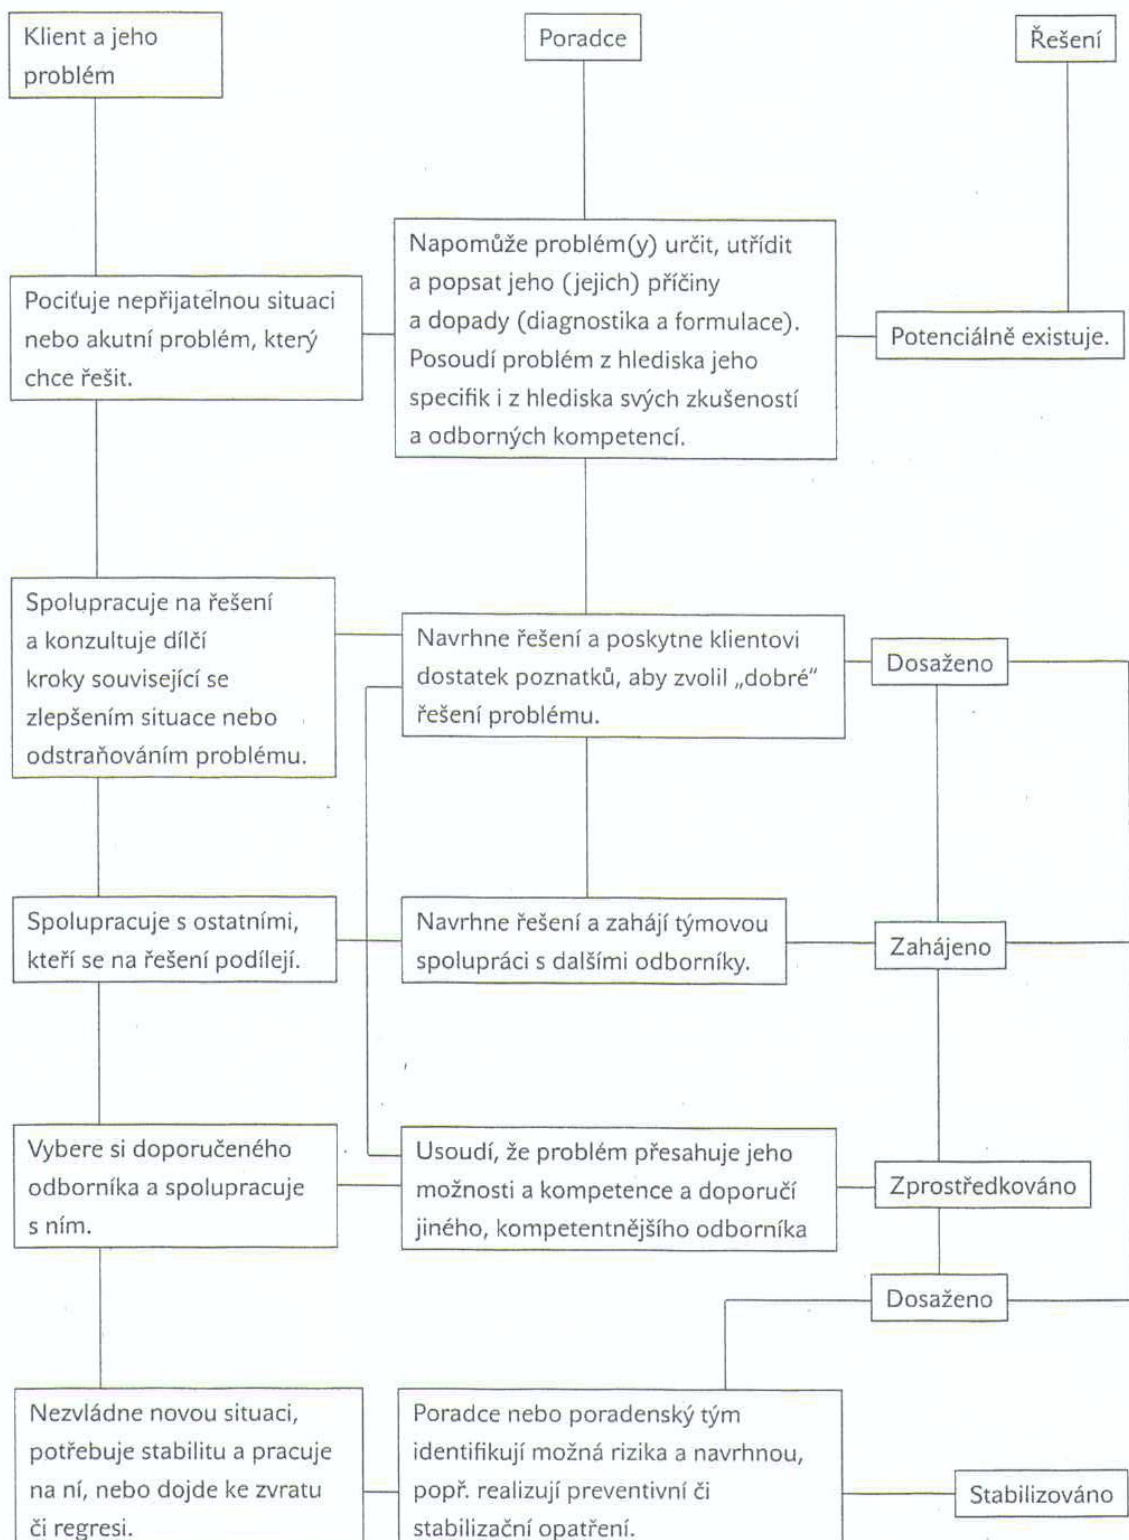 Klient a jeho
problém
Poradce
Řešení
Pociťuje nepřijatelnou situaci
nebo akutní problém, který
chce řešit.
Napomůže problém(y) určit, utřídit
a popsat jeho (jejich) příčiny
a dopady (diagnostika a formulace).
Posoudí problém z hlediska jeho
specifik i z hlediska svých zkušeností
a odborných kompetencí.
Potenciálně existuje.
Spolupracuje na řešení
a konzultuje dílčí
kroky související se
zlepšením situace nebo
odstraňováním problému.
Navrhne řešení a poskytne klientovi
dostatek poznatků, aby zvolil „dobré“
řešení problému.
Dosaženo
Spolupracuje s ostatními,
kteří se na řešení podílejí.
Navrhne řešení a zahájí týmovou
spolupráci s dalšími odborníky.
Zahájeno
Vybere si doporučeného
odborníka a spolupracuje
s ním.
Usoudí, že problém přesahuje jeho
možnosti a kompetence a doporučí
jiného, kompetentnějšího odborníka
Zprostředkováno
Dosaženo
Nezvládne novou situaci,
potřebuje stabilitu a pracuje
na ní, nebo dojde ke zvratu
či regresi.
Poradce nebo poradenský tým
identifikují možná rizika a navrhnou,
popř. realizují preventivní či
stabilizační opatření.
Stabilizováno